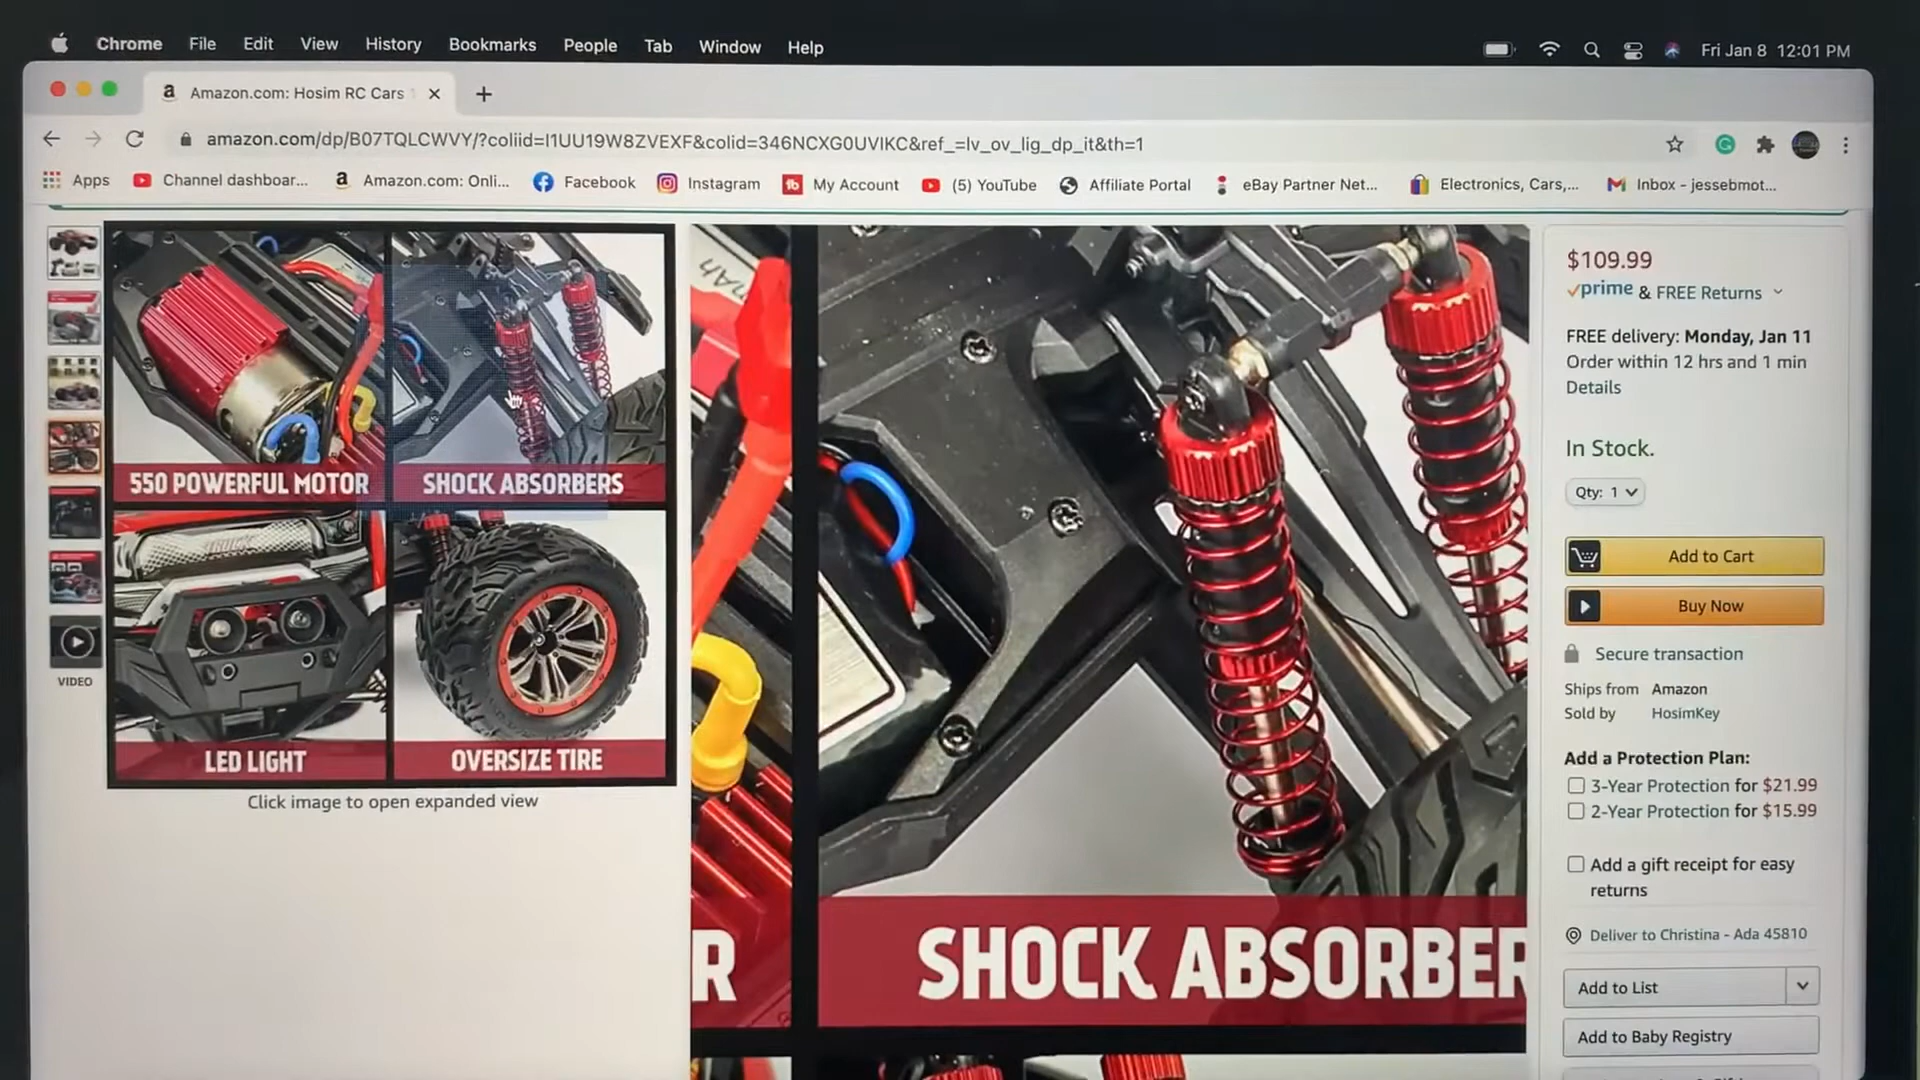 Chrome File Edit View History Bookmarks People Tab Window Help
Fri Jan 8 12:01 PM
Amazon.com: Hosim RC Cars
amazon.com/dp/B07TQLCWVY/?coliid=I1UU19W8ZVEXF&colid=346NCXG0UVIKC&ref_=lv_ov_lig_dp_it&th=1
Apps Channel dashboar... Amazon.com: Onli... Facebook Instagram My Account (5) YouTube Affiliate Portal eBay Partner Net... Electronics, Cars,... Inbox - jessebmot...
550 POWERFUL MOTOR
SHOCK ABSORBERS
LED LIGHT
OVERSIZE TIRE
VIDEO
Click image to open expanded view
R
SHOCK ABSORBER
$109.99
prime & FREE Returns
FREE delivery: Monday, Jan 11
Order within 12 hrs and 1 min
Details
In Stock.
Qty: 1
Add to Cart
Buy Now
Secure transaction
Ships from Amazon
Sold by HosimKey
Add a Protection Plan:
3-Year Protection for $21.99
2-Year Protection for $15.99
Add a gift receipt for easy
returns
Deliver to Christina - Ada 45810
Add to List
Add to Baby Registry